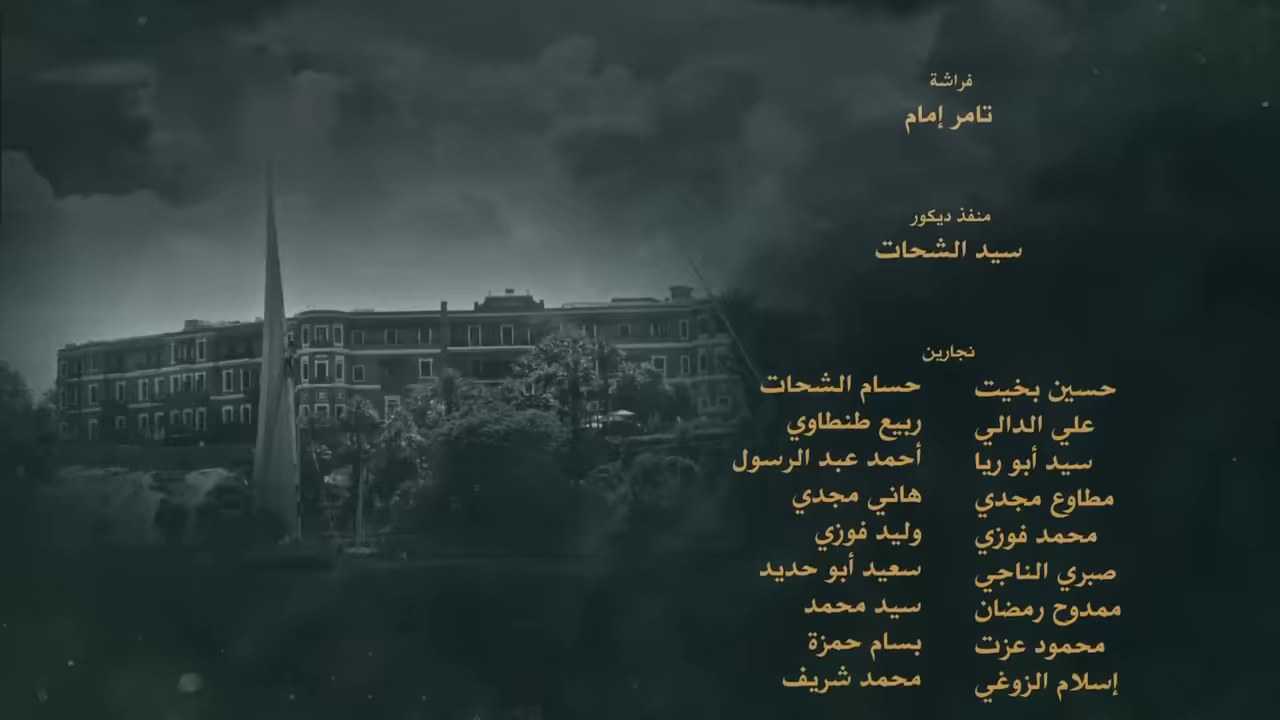 فراشة
تامر إمام
منفذ ديكور
سيد الشحات
نجارين
حسين بخيت
حسام الشحات
علي الدالي
ربيع طنطاوي
سيد أبو ريا
أحمد عبد الرسول
مطاوع مجدي
هاني مجدي
محمد فوزي
وليد فوزي
صبري الناجي
سعيد أبو حديد
ممدوح رمضان
سيد محمد
محمود عزت
بسام حمزة
إسلام الزوغي
محمد شريف